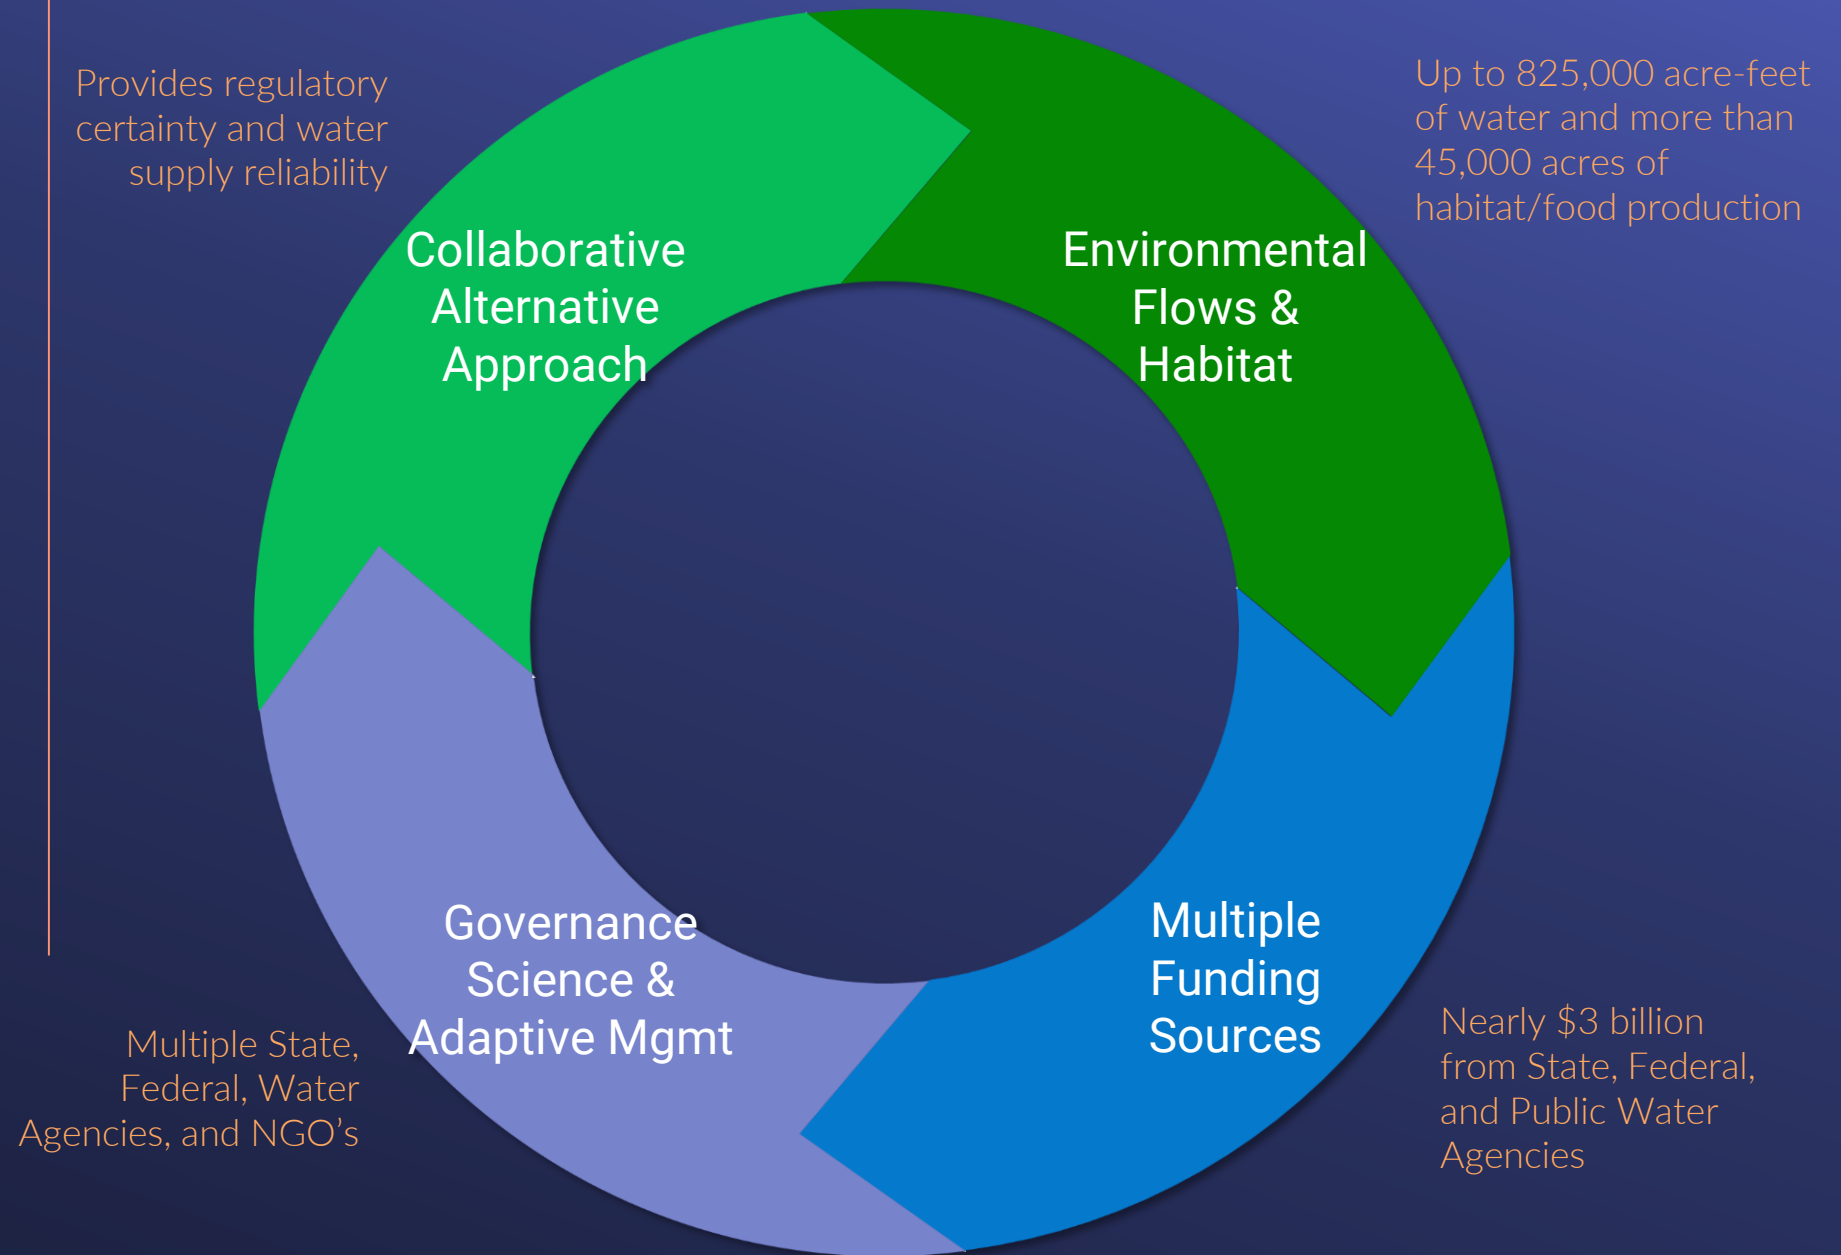 Provides regulatory
certainty and water
supply reliability
Collaborative
Alternative
Approach
Environmental
Flows &
Habitat
Up to 825,000 acre-feet
of water and more than
45,000 acres of
habitat/food production
Governance
Science &
Adaptive Mgmt
Multiple State,
Federal, Water
Agencies, and NGO’s
Multiple
Funding
Sources
Nearly $3 billion
from State, Federal,
and Public Water
Agencies